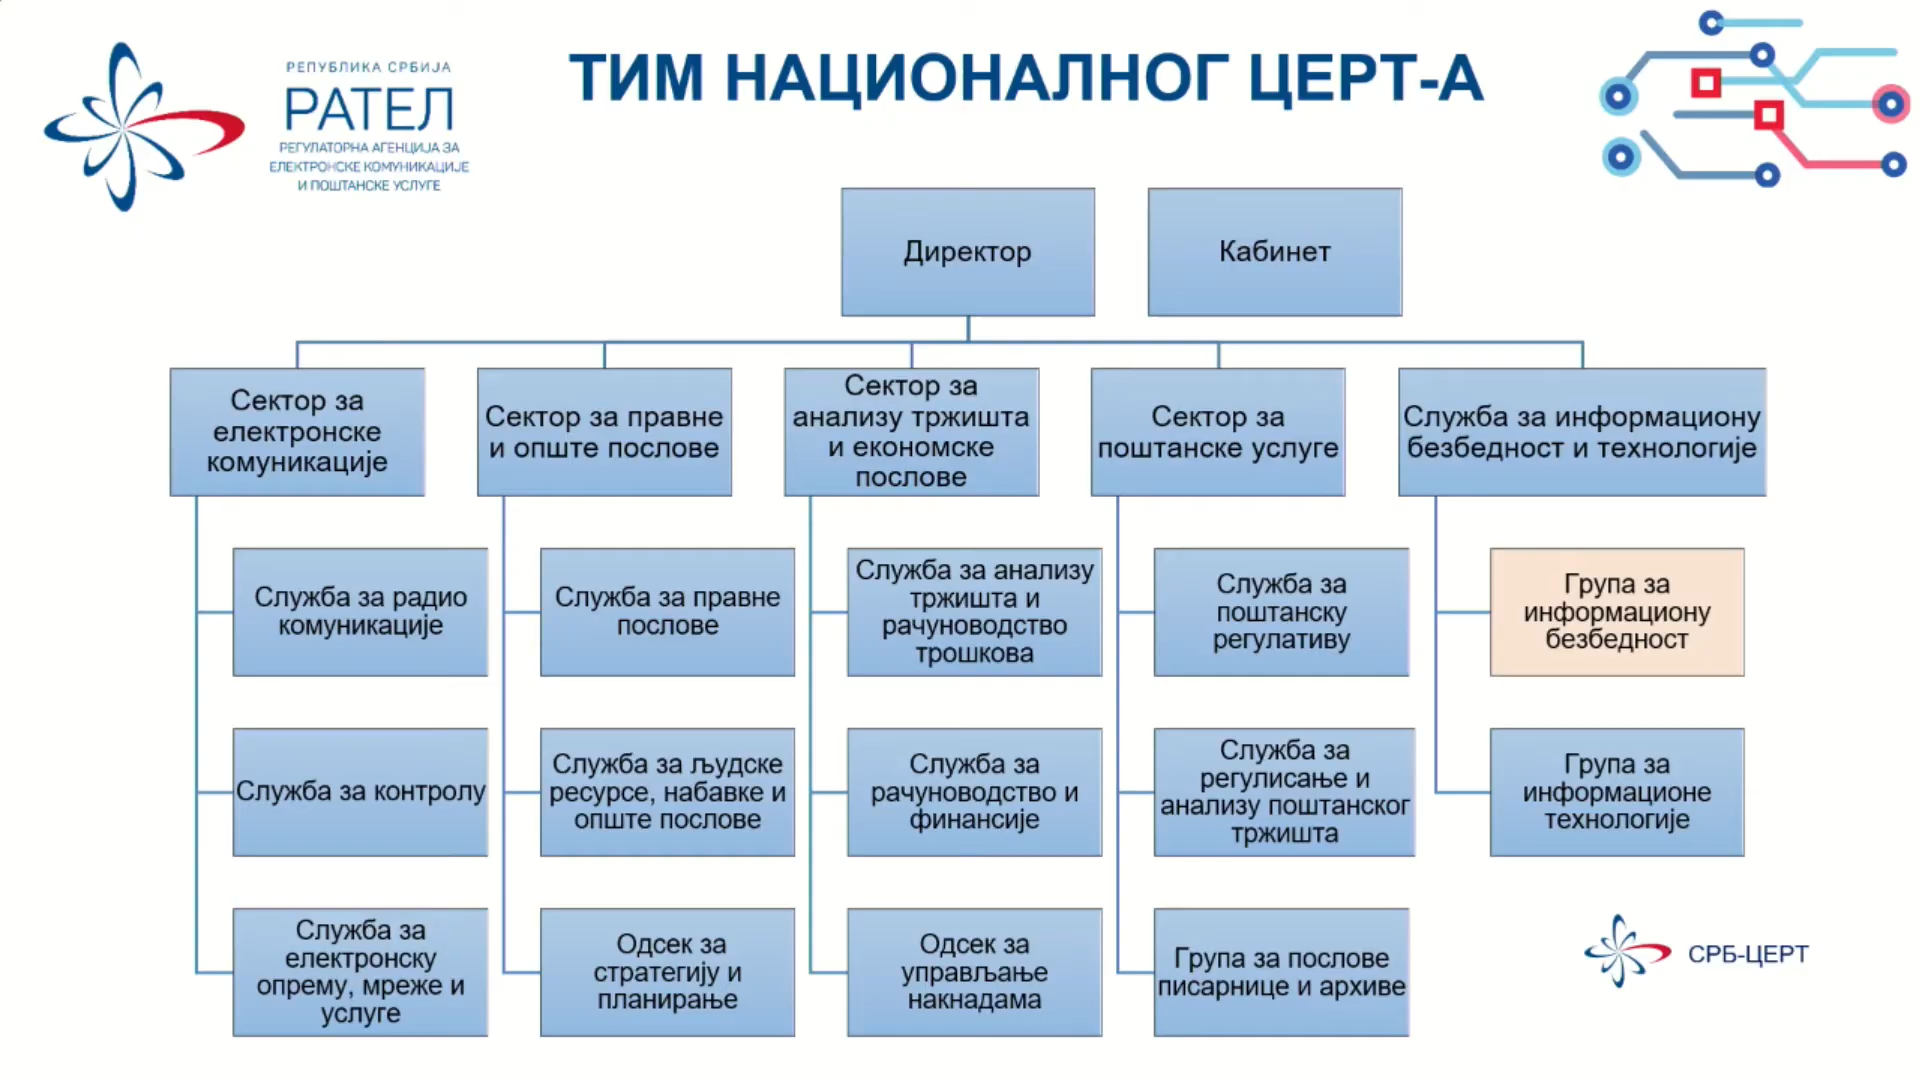 РЕПУБЛИКА СРБИЈА
РАТЕЛ
РЕГУЛАТОРНА АГЕНЦИЈА ЗА
ЕЛЕКТРОНСКЕ КОМУНИКАЦИЈЕ
И ПОШТАНСКЕ УСЛУГЕ
ТИМ НАЦИОНАЛНОГ ЦЕРТ-А
Директор
Кабинет
Сектор за
електронске
комуникације
Сектор за правне
и опште послове
Сектор за
анализу тржишта
и економске
послове
Сектор за
поштанске услуге
Служба за информациону
безбедност и технологије
Служба за радио
комуникације
Служба за правне
послове
Служба за анализу
тржишта и
рачуноводство
трошкова
Служба за
поштанску
регулативу
Група за
информациону
безбедност
Служба за контролу
Служба за људске
ресурсе, набавке и
опште послове
Служба за
рачуноводство и
финансије
Служба за
регулисање и
анализу поштанског
тржишта
Група за
информационе
технологије
Служба за
електронску
опрему, мреже и
услуге
Одсек за
стратегију и
планирање
Одсек за
управљање
накнадама
Група за послове
писарнице и архиве
СРБ-ЦЕРТ